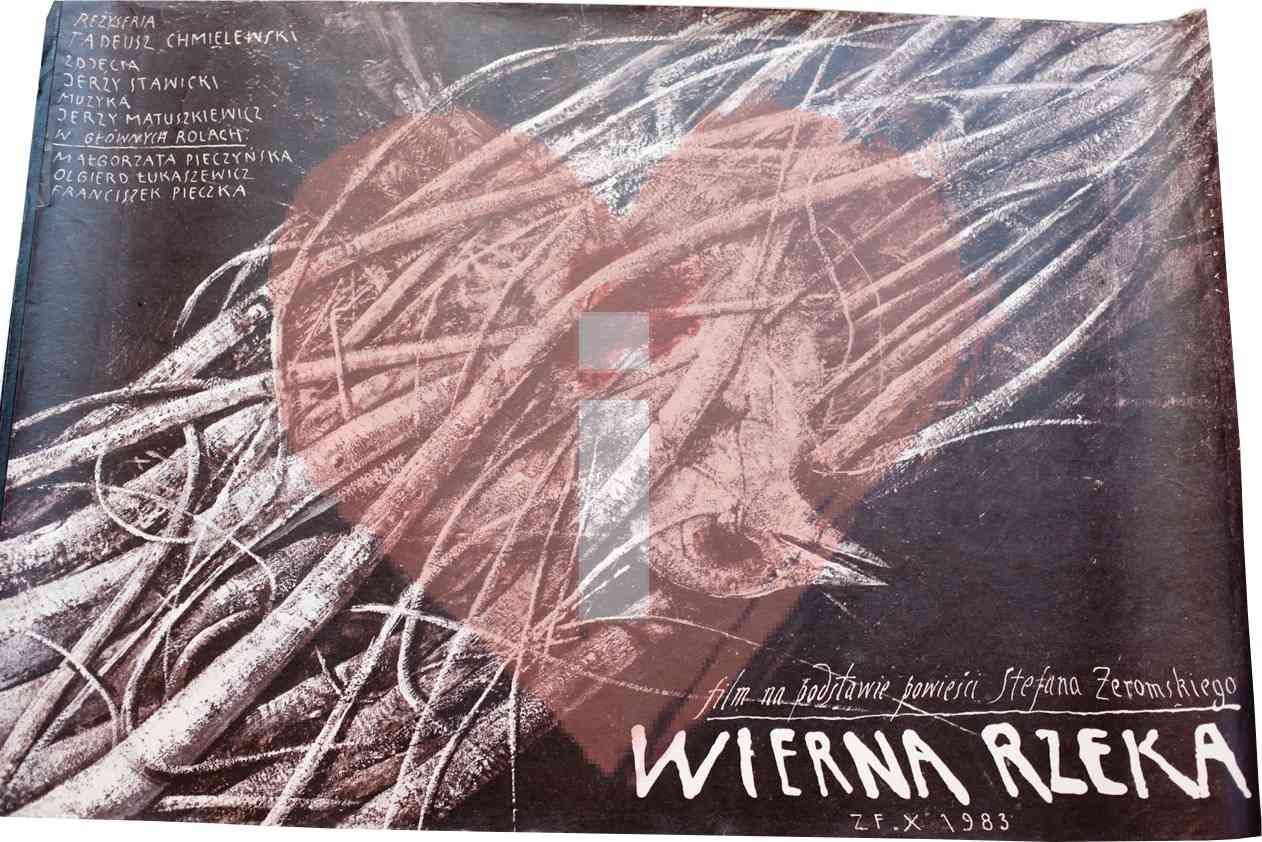 REŻYSERIA
TADEUSZ CHMIELEWSKI
ZDJĘCIA
JERZY STAWICKI
MUZYKA
JERZY MATUSZKIEWICZ
W GŁÓWNYCH ROLACH
MAŁGORZATA PIECZYŃSKA
OLGIERD ŁUKASZEWICZ
FRANCISZEK PIECZKA
film na podstawie powieści Stefana Żeromskiego
WIERNA RZEKA
ZF. X 1983
i